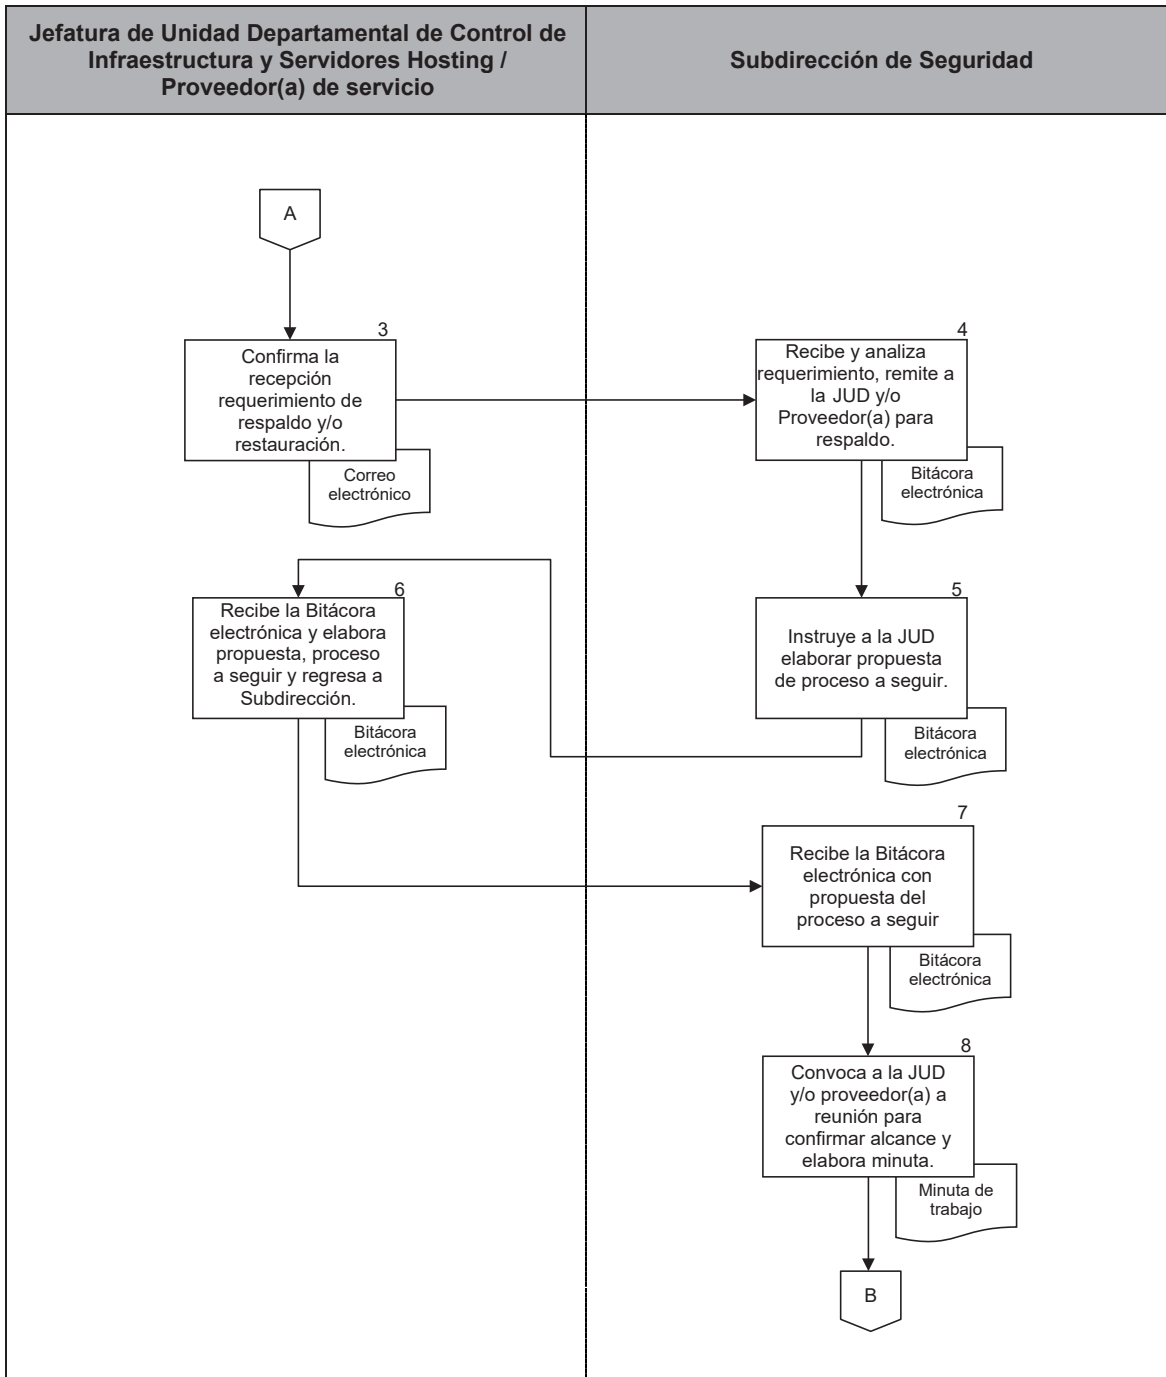 Jefatura de Unidad Departamental de Control de
Infraestructura y Servidores Hosting /
Proveedor(a) de servicio
Subdirección de Seguridad
A
3
Confirma la
recepción
requerimiento de
respaldo y/o
restauración.
Correo
electrónico
4
Recibe y analiza
requerimiento, remite a
la JUD y/o
Proveedor(a) para
respaldo.
Bitácora
electrónica
5
Instruye a la JUD
elaborar propuesta
de proceso a seguir.
Bitácora
electrónica
6
Recibe la Bitácora
electrónica y elabora
propuesta, proceso
a seguir y regresa a
Subdirección.
Bitácora
electrónica
7
Recibe la Bitácora
electrónica con
propuesta del
proceso a seguir
Bitácora
electrónica
8
Convoca a la JUD
y/o proveedor(a) a
reunión para
confirmar alcance y
elabora minuta.
Minuta de
trabajo
B